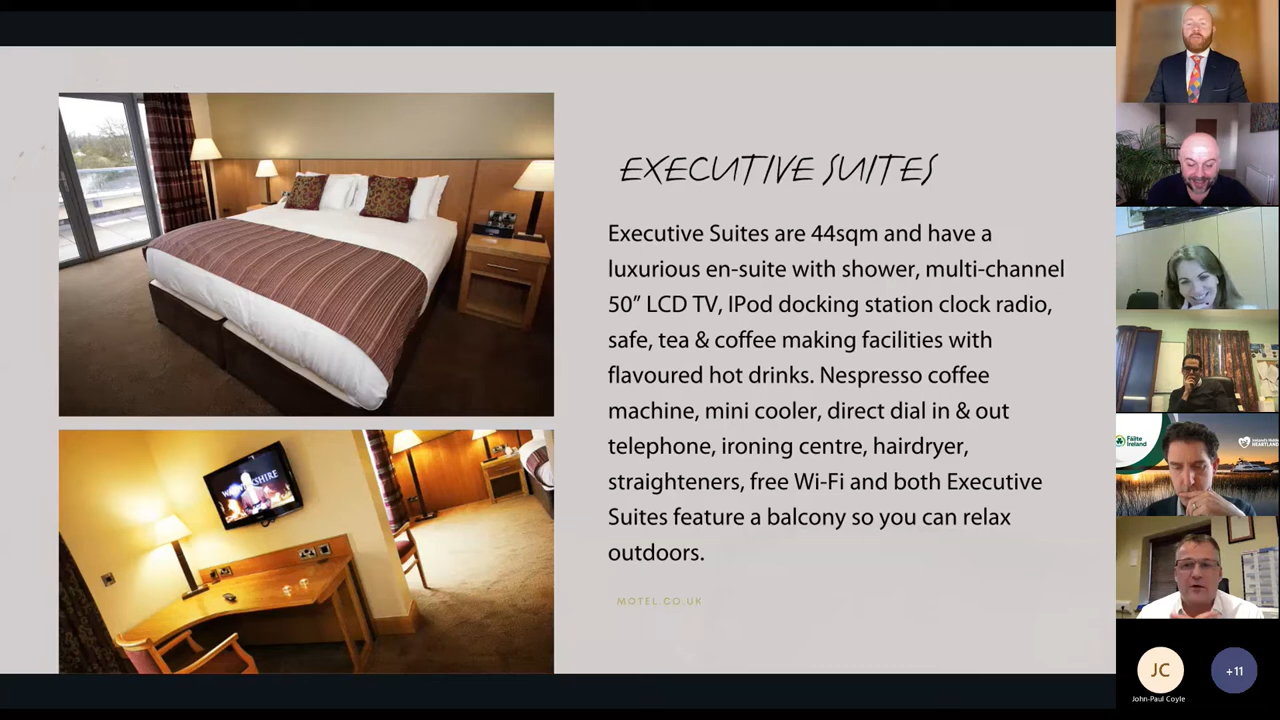 EXECUTIVE SUITES
Executive Suites are 44sqm and have a
luxurious en-suite with shower, multi-channel
50” LCD TV, IPod docking station clock radio,
safe, tea & coffee making facilities with
flavoured hot drinks. Nespresso coffee
machine, mini cooler, direct dial in & out
telephone, ironing centre, hairdryer,
straighteners, free Wi-Fi and both Executive
Suites feature a balcony so you can relax
outdoors.
MOTEL.CO.UK
Fáilte
Ireland
HEARTLANDS
JC
+11
John-Paul Coyle